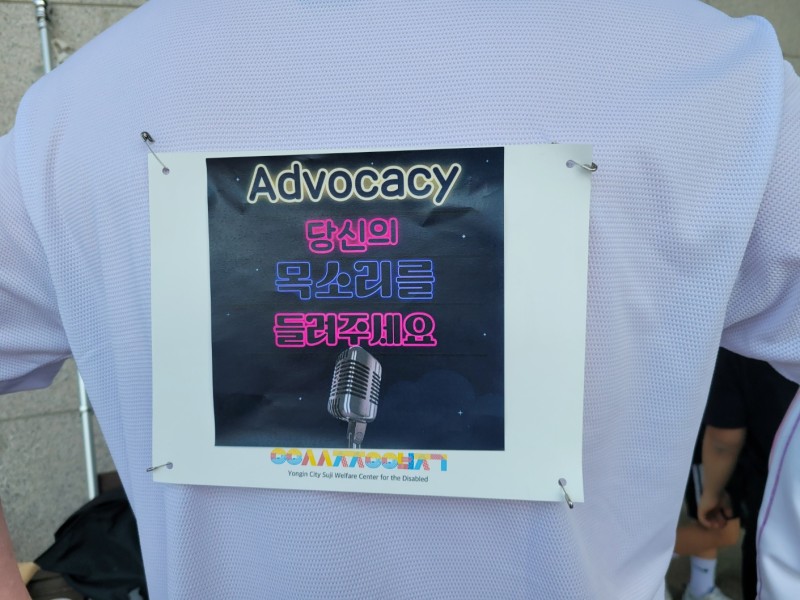 Advocacy
당신의
목소리를
들려주세요
Yongin City Suji Welfare Center for the Disabled